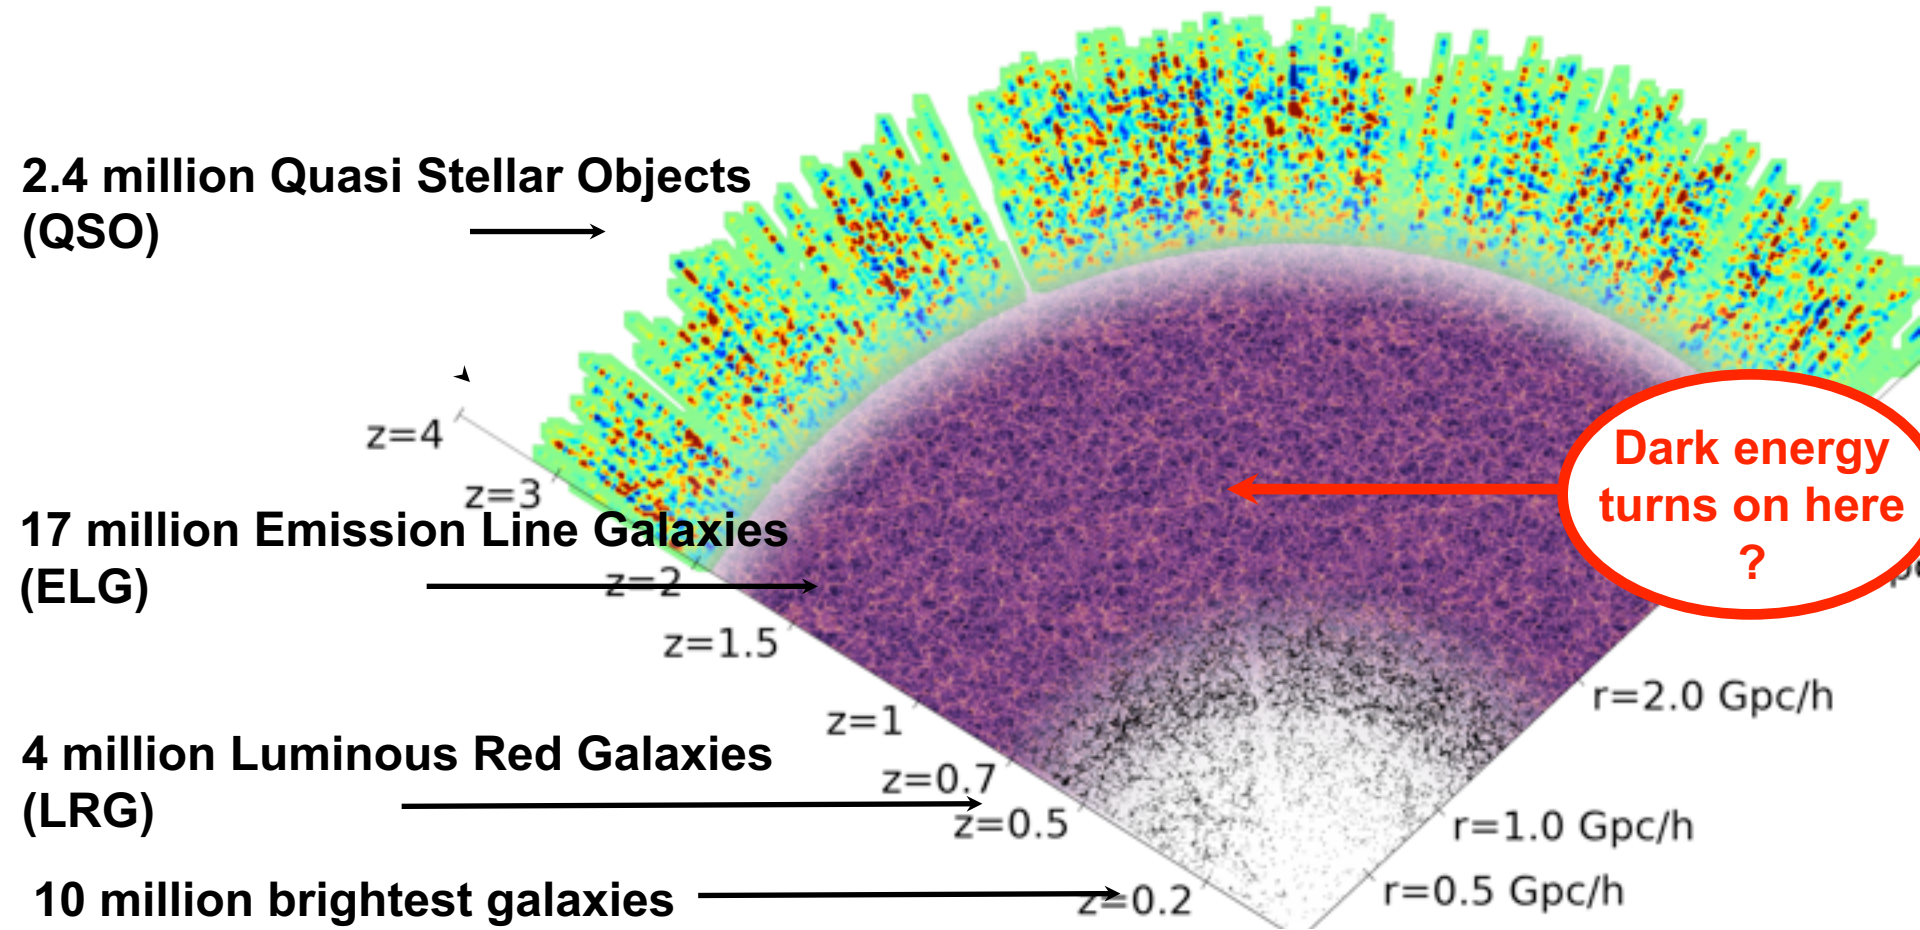 2.4 million Quasi Stellar Objects
(QSO)
z=4
z=3
17 million Emission Line Galaxies
(ELG)
z=2
z=1.5
4 million Luminous Red Galaxies
(LRG)
z=1
z=0.7
z=0.5
10 million brightest galaxies
z=0.2
Dark energy
turns on here
?
r=2.0 Gpc/h
r=1.0 Gpc/h
r=0.5 Gpc/h